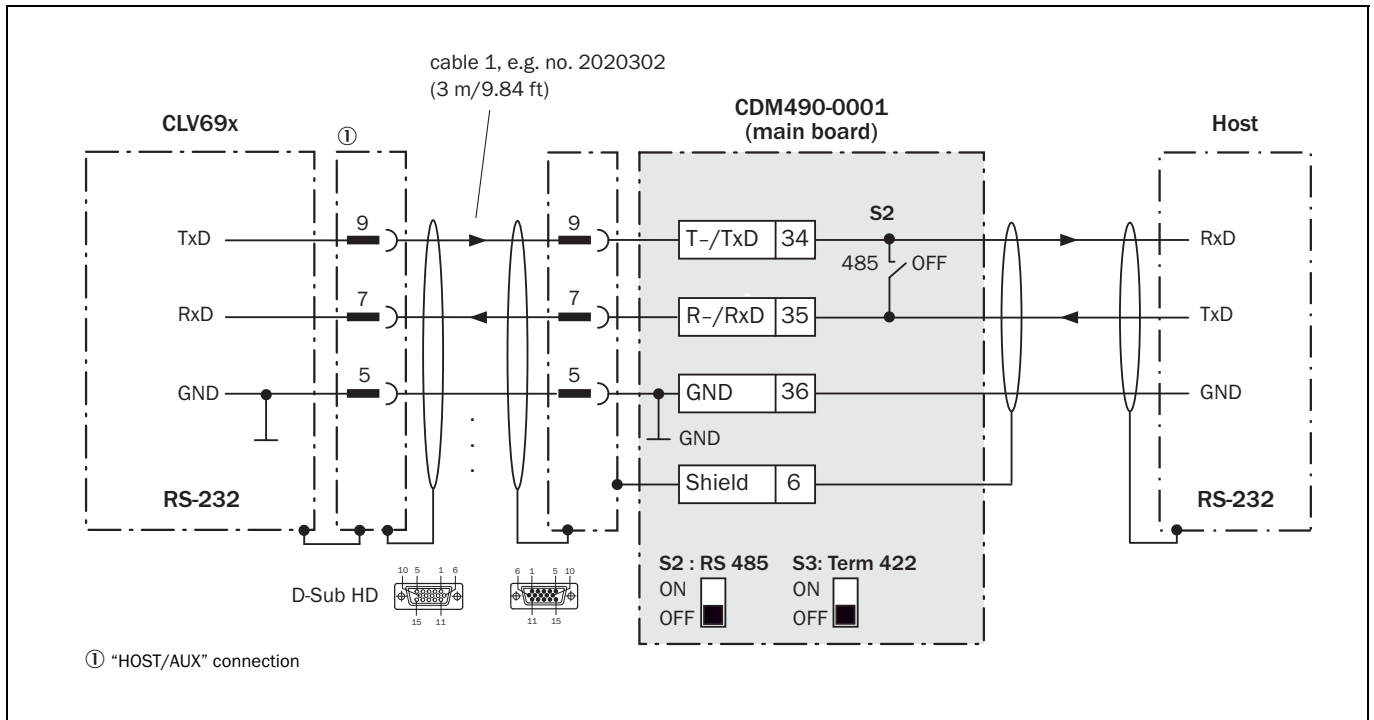 cable 1, e.g. no. 2020302
(3 m/9.84 ft)
CLV69x
①
CDM490-0001
(main board)
Host
TxD
9
9
T–/TxD 34
S2
485
OFF
RxD
RxD
7
7
R–/RxD 35
TxD
GND
5
5
GND 36
GND
GND
Shield 6
RS-232
RS-232
S2 : RS 485
S3: Term 422
ON
ON
OFF
OFF
D-Sub HD
10 5 1 6
15 11
6 1 5 10
11 15
① "HOST/AUX" connection